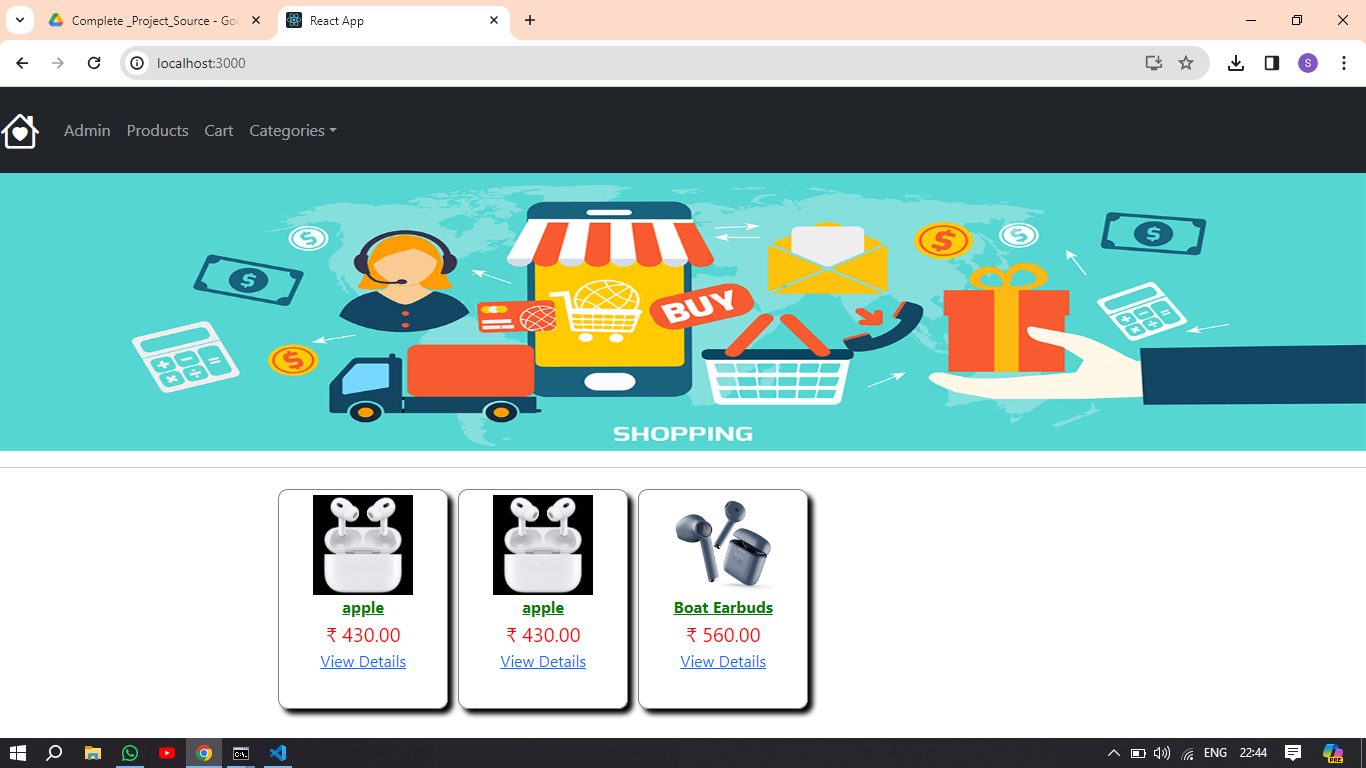 Complete _Project_Source - Go
React App
localhost:3000
S
Admin Products Cart Categories
BUY
SHOPPING
apple
₹ 430.00
View Details
apple
₹ 430.00
View Details
Boat Earbuds
₹ 560.00
View Details
ENG 22:44
PRE